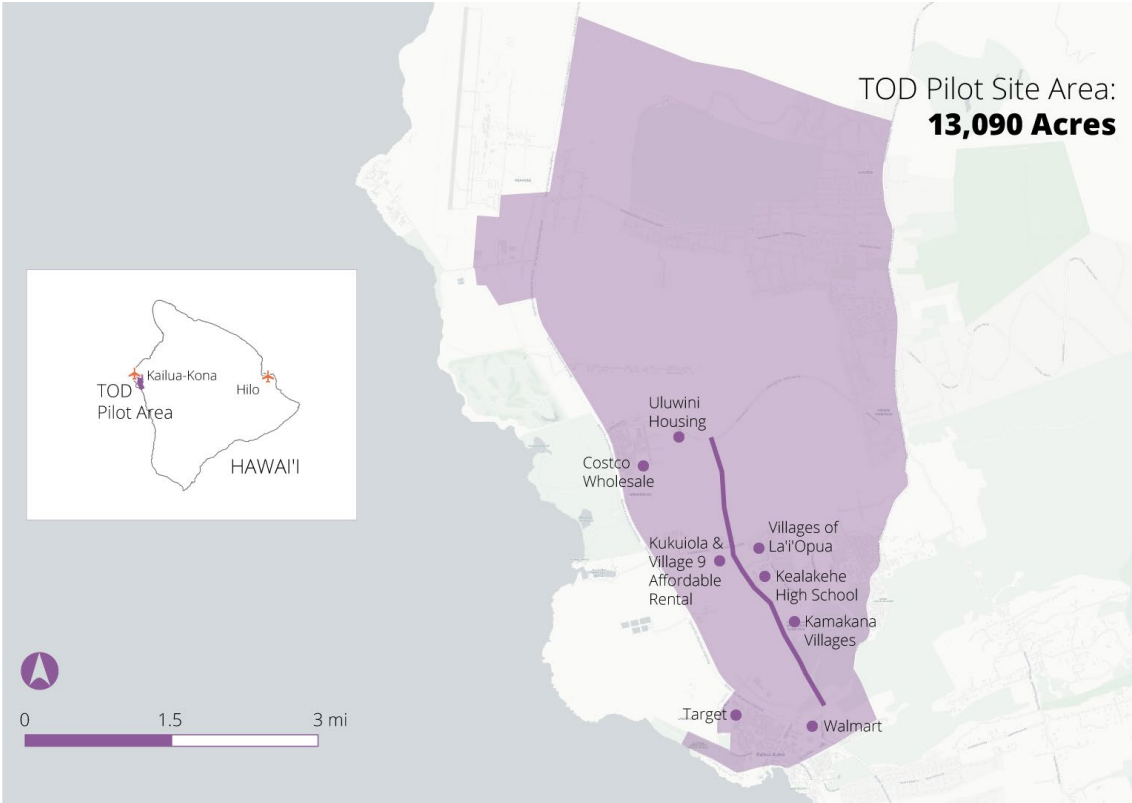 TOD Pilot Site Area:
13,090 Acres
Kailua-Kona
TOD
Pilot Area
Hilo
HAWAI'I
Uluwini
Housing
Costco
Wholesale
Villages of
La'i'Opua
Kukuiola &
Village 9
Affordable
Rental
Kealakehe
High School
Kamakana
Villages
Target
Walmart
0
1.5
3 mi